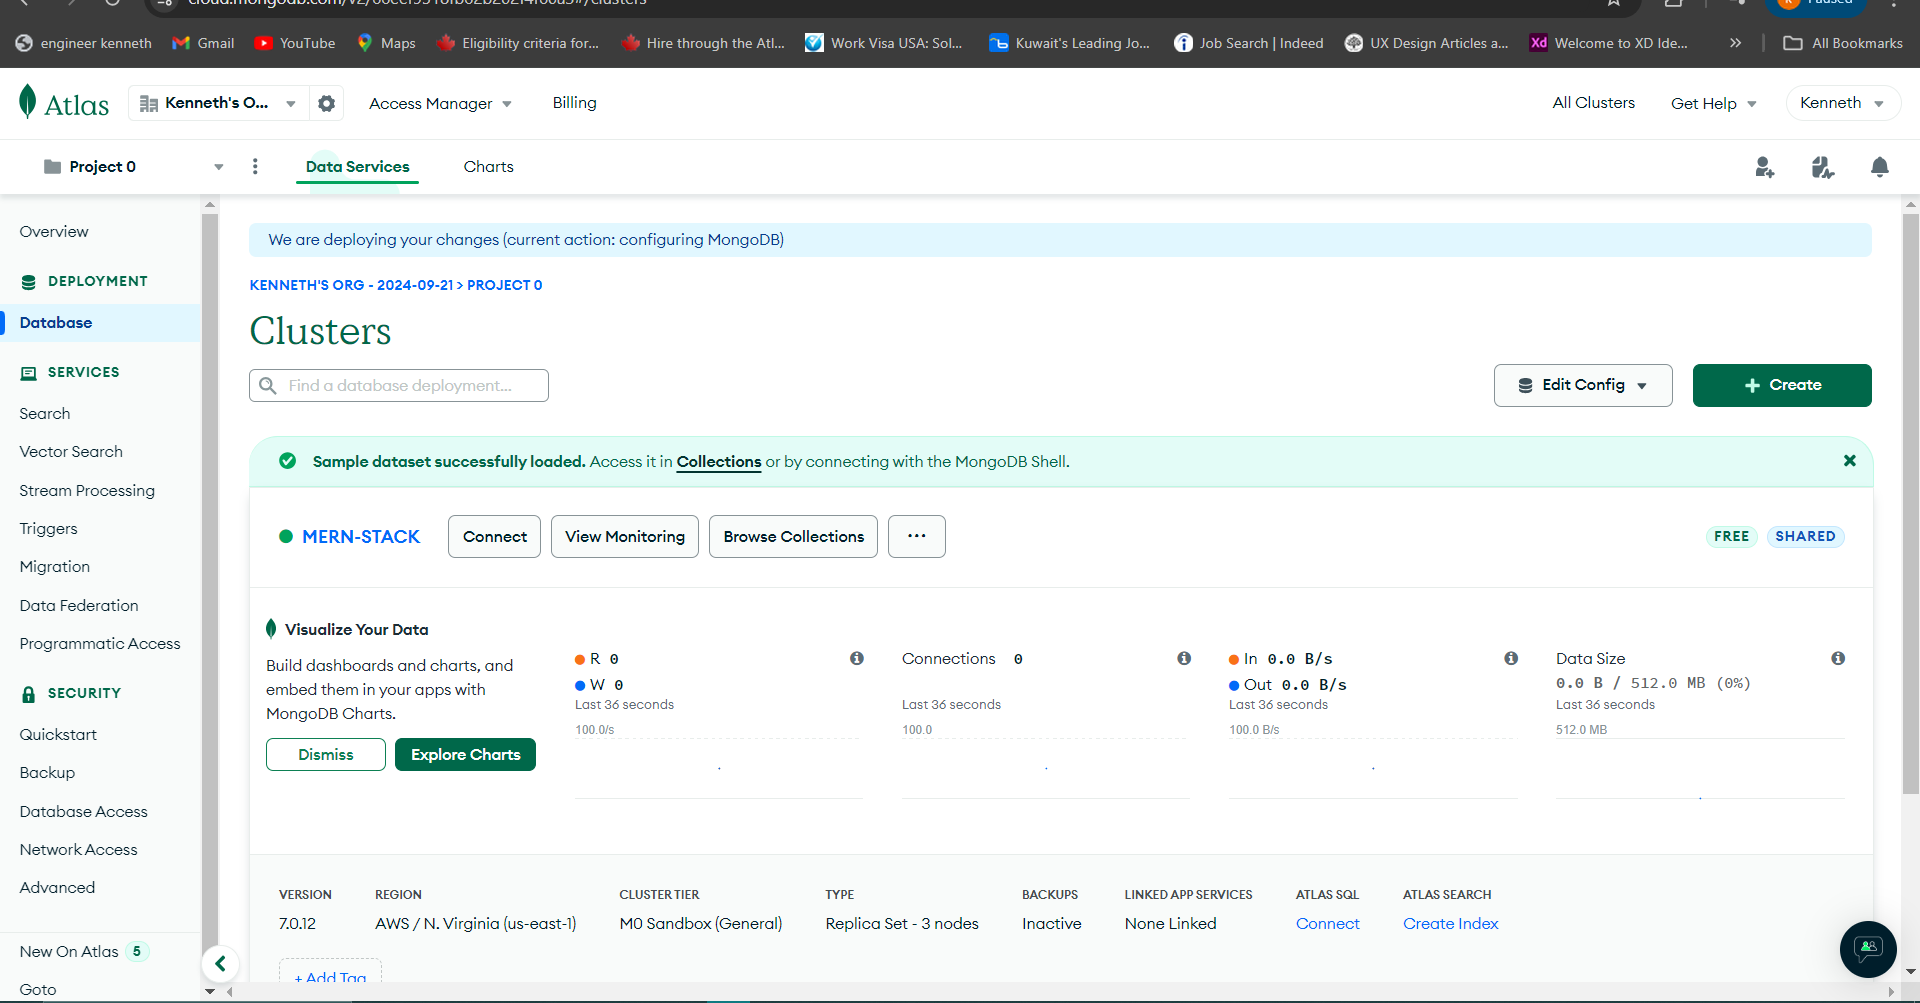 Paused
engineer kenneth Gmail YouTube Maps Eligibility criteria for... Hire through the Atl... Work Visa USA: Sol... Kuwait's Leading Jo... Job Search | Indeed UX Design Articles a... Xd Welcome to XD Ide... » All Bookmarks
Atlas Kenneth's O... Access Manager Billing All Clusters Get Help Kenneth
Project 0 Data Services Charts
Overview
DEPLOYMENT
Database
SERVICES
Search
Vector Search
Stream Processing
Triggers
Migration
Data Federation
Programmatic Access
SECURITY
Quickstart
Backup
Database Access
Network Access
Advanced
New On Atlas 5
Goto
We are deploying your changes (current action: configuring MongoDB)
KENNETH'S ORG - 2024-09-21 > PROJECT 0
Clusters
Find a database deployment...
Edit Config
+ Create
Sample dataset successfully loaded. Access it in Collections or by connecting with the MongoDB Shell.
MERN-STACK Connect View Monitoring Browse Collections ... FREE SHARED
Visualize Your Data
Build dashboards and charts, and
embed them in your apps with
MongoDB Charts.
Dismiss Explore Charts
R 0
W 0
Last 36 seconds
100.0/s
Connections 0
Last 36 seconds
100.0
In 0.0 B/s
Out 0.0 B/s
Last 36 seconds
100.0 B/s
Data Size
0.0 B / 512.0 MB (0%)
Last 36 seconds
512.0 MB
VERSION REGION CLUSTER TIER TYPE BACKUPS LINKED APP SERVICES ATLAS SQL ATLAS SEARCH
7.0.12 AWS / N. Virginia (us-east-1) M0 Sandbox (General) Replica Set - 3 nodes Inactive None Linked Connect Create Index
+ Add Tag